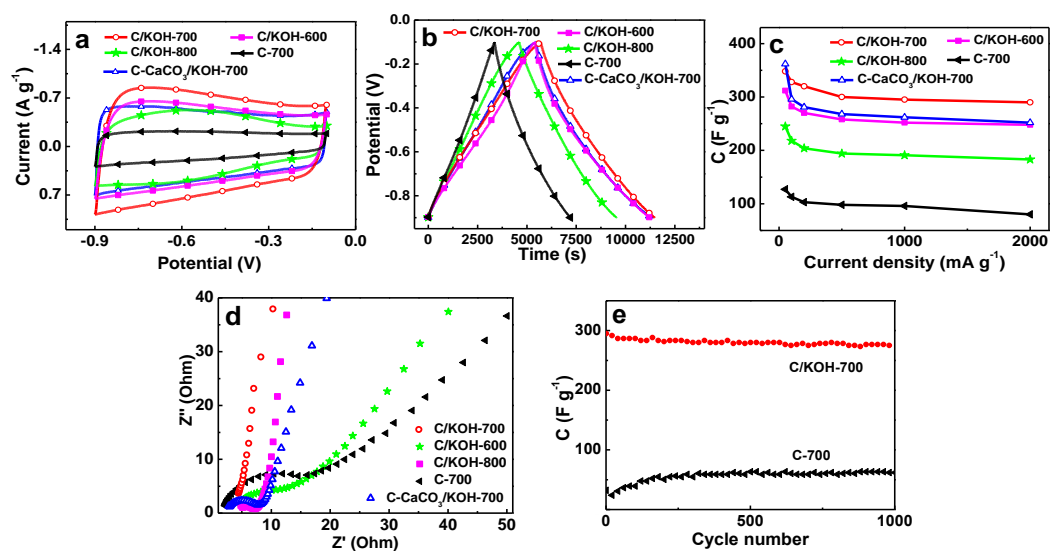 a
C/KOH-700
C/KOH-600
C/KOH-800
C-700
C-CaCO3/KOH-700
Current (A g-1)
-1.4
-0.7
0.0
0.7
-0.9
-0.6
-0.3
0.0
Potential (V)
b
C/KOH-700
C/KOH-600
C/KOH-800
C-700
C-CaCO3/KOH-700
Potential (V)
0.0
-0.2
-0.4
-0.6
-0.8
0
2500
5000
7500
10000
12500
Time (s)
c
C/KOH-700
C/KOH-600
C/KOH-800
C-700
C-CaCO3/KOH-700
C (F g-1)
400
300
200
100
0
500
1000
1500
2000
Current density (mA g-1)
d
C/KOH-700
C/KOH-600
C/KOH-800
C-700
C-CaCO3/KOH-700
Z'' (Ohm)
40
30
20
10
0
10
20
30
40
50
Z' (Ohm)
e
C/KOH-700
C-700
C (F g-1)
300
200
100
0
0
500
1000
Cycle number